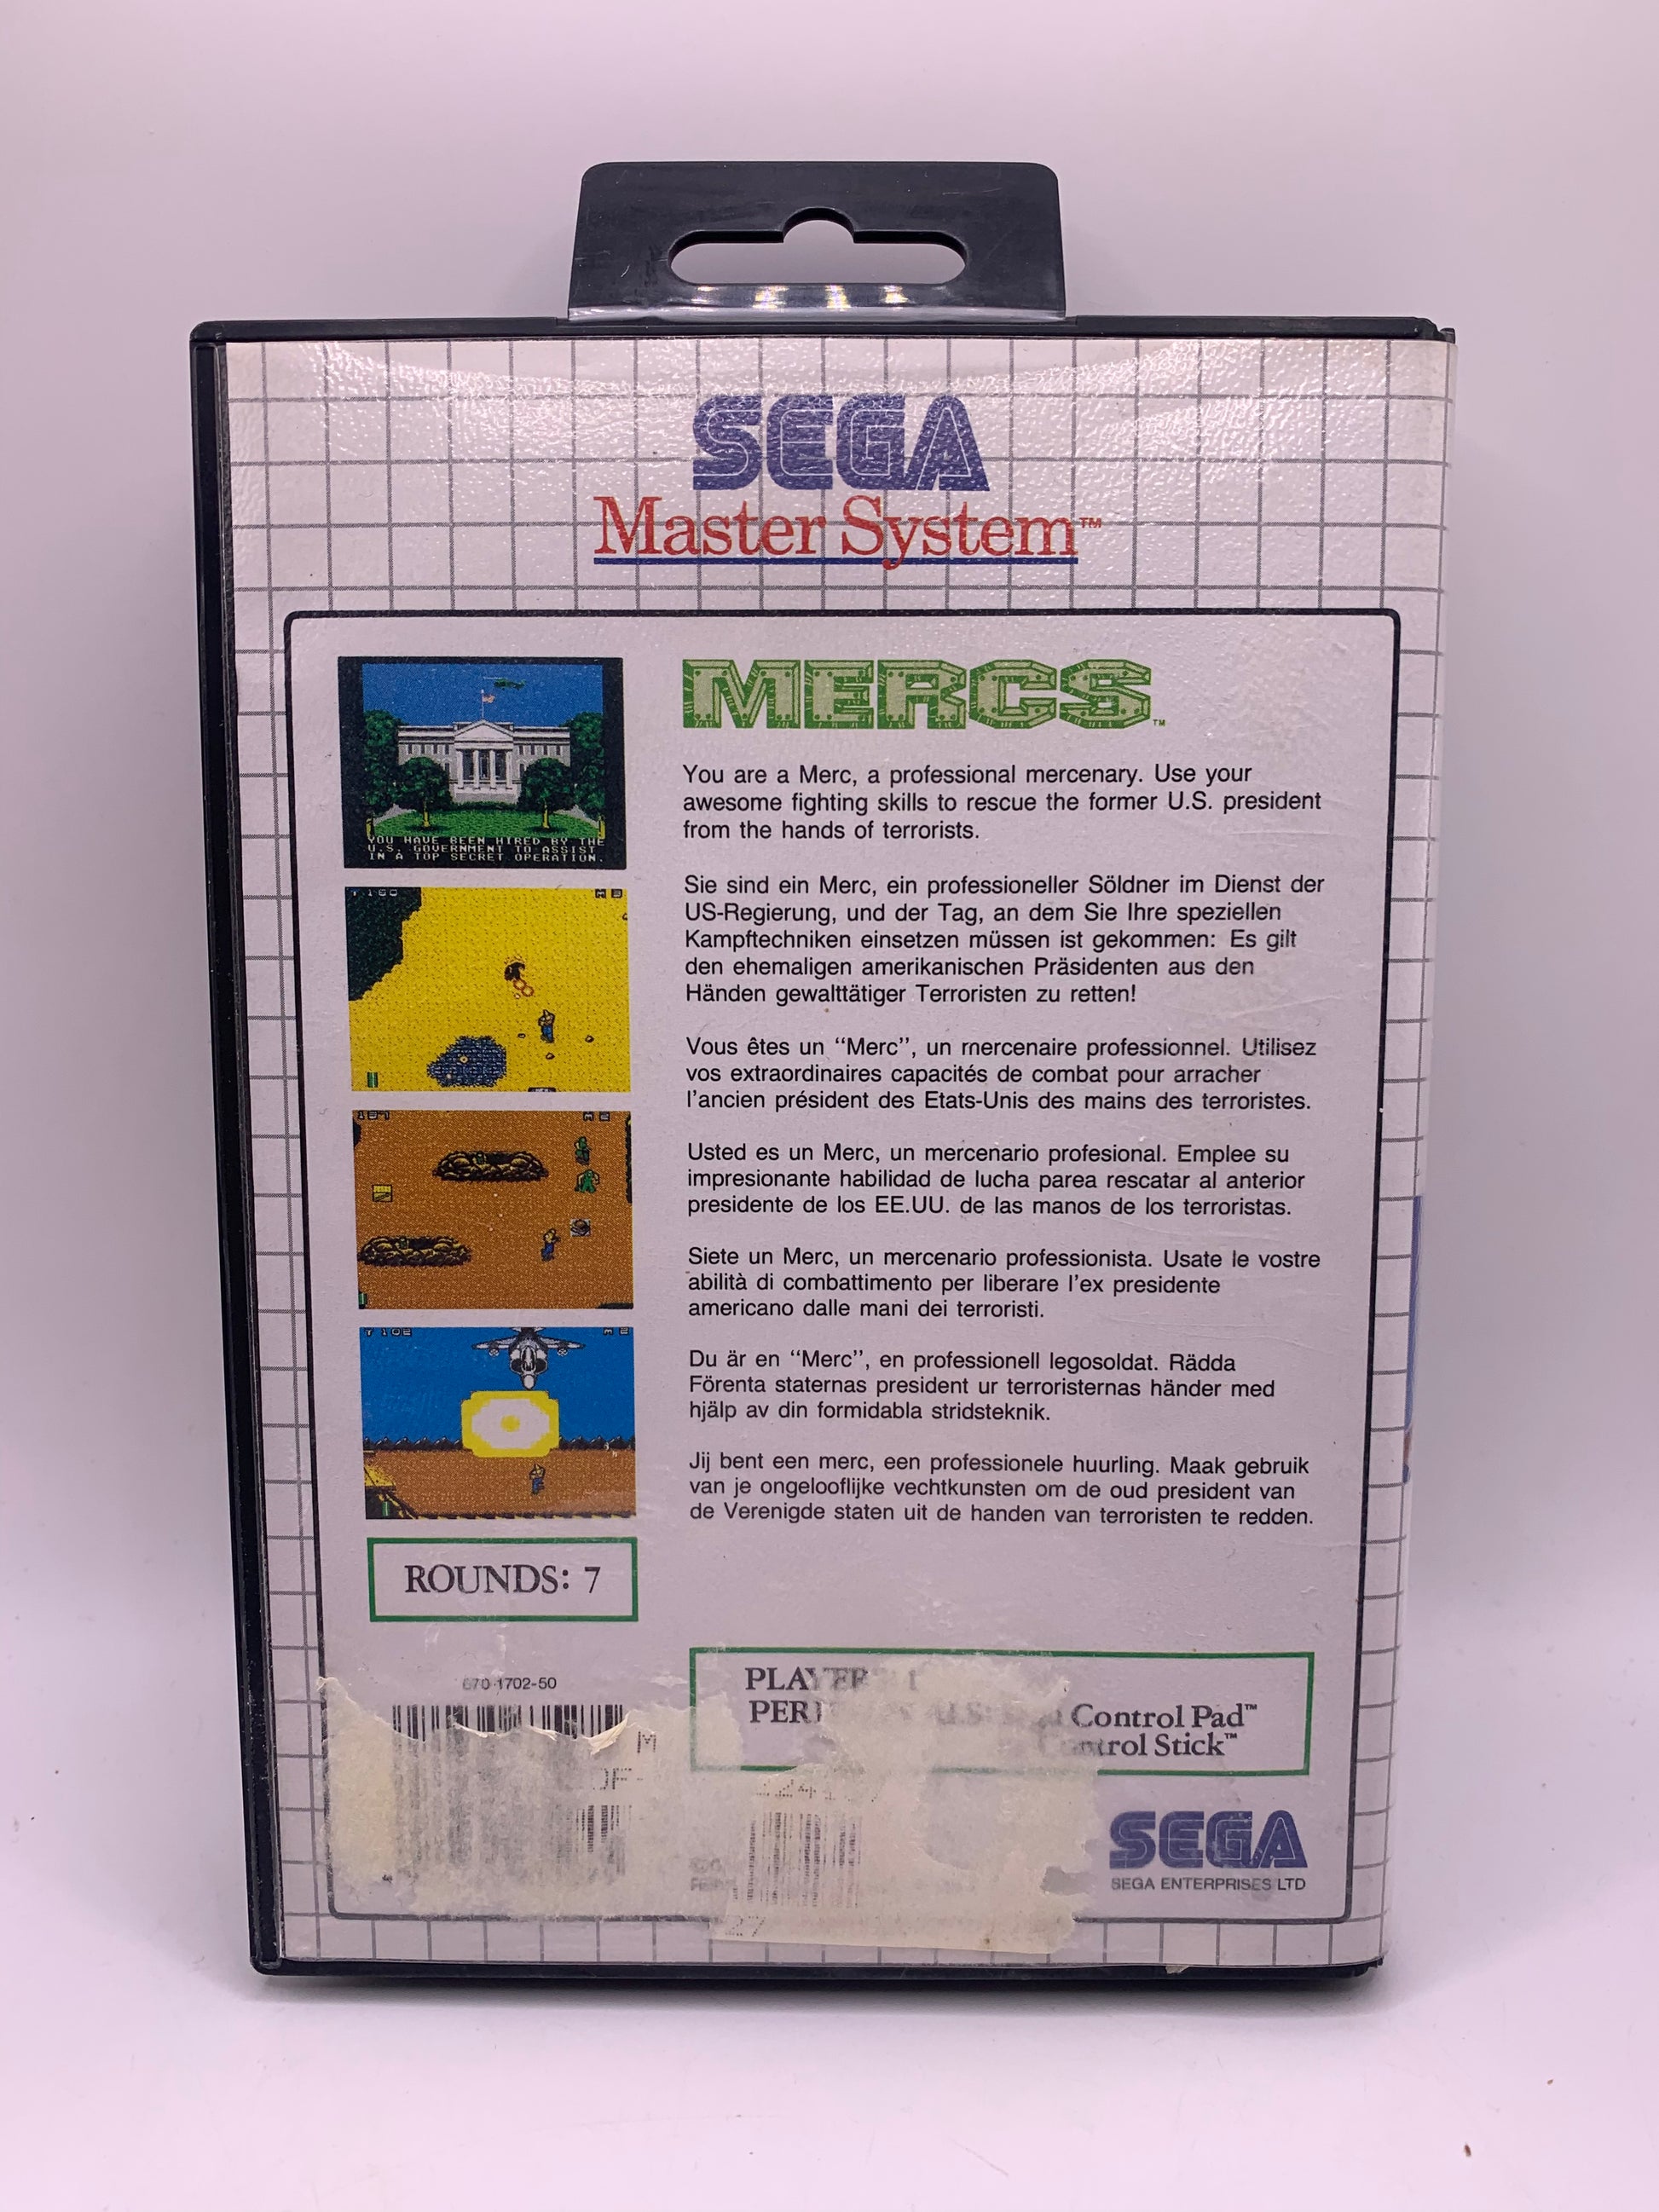 SEGA
Master System™
MERCS™
YOU HAVE BEEN HIRED BY THE
U.S. GOVERNMENT TO ASSIST
IN A TOP SECRET OPERATION.
You are a Merc, a professional mercenary. Use your
awesome fighting skills to rescue the former U.S. president
from the hands of terrorists.
Sie sind ein Merc, ein professioneller Söldner im Dienst der
US-Regierung, und der Tag, an dem Sie Ihre speziellen
Kampftechniken einsetzen müssen ist gekommen: Es gilt
den ehemaligen amerikanischen Präsidenten aus den
Händen gewalttätiger Terroristen zu retten!
Vous êtes un “Merc”, un mercenaire professionnel. Utilisez
vos extraordinaires capacités de combat pour arracher
l’ancien président des Etats-Unis des mains des terroristes.
Usted es un Merc, un mercenario profesional. Emplee su
impresionante habilidad de lucha parea rescatar al anterior
presidente de los EE.UU. de las manos de los terroristas.
Siete un Merc, un mercenario professionista. Usate le vostre
abilità di combattimento per liberare l’ex presidente
americano dalle mani dei terroristi.
Du är en “Merc”, en professionell legosoldat. Rädda
Förenta staternas president ur terroristernas händer med
hjälp av din formidabla stridsteknik.
Jij bent een merc, een professionele huurling. Maak gebruik
van je ongelooflijke vechtkunsten om de oud president van
de Verenigde staten uit de handen van terroristen te redden.
ROUNDS: 7
670-1702-50
Control Pad™
Control Stick™
M
27
SEGA
SEGA ENTERPRISES LTD